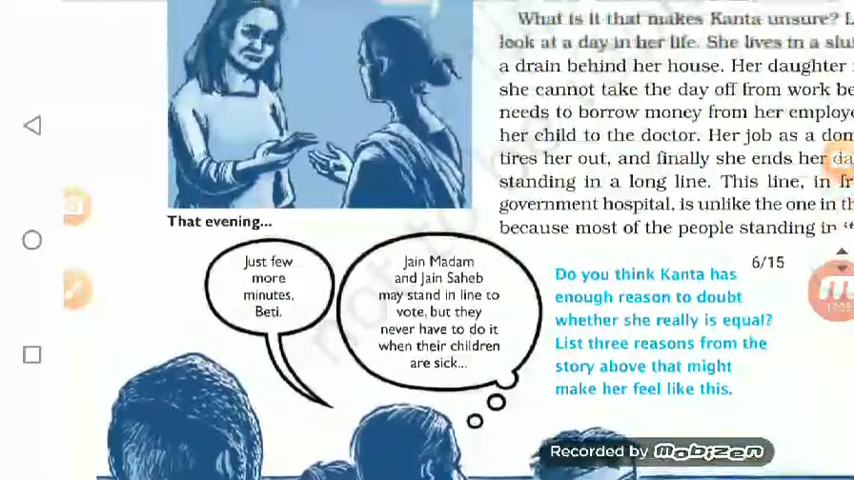 What is it that makes Kanta unsure?
look at a day in her life. She lives in a
a drain behind her house. Her daughter
she cannot take the day off from work
needs to borrow money from her
her child to the doctor. Her job as a
tires her out, and finally she ends her
standing in a long line. This line, in
government hospital, is unlike the one in
because most of the people standing in
That evening...
Just few
more
minutes,
Beti.
Jain Madam
and Jain Saheb
may stand in line to
vote, but they
never have to do it
when their children
are sick...
6/15
Do you think Kanta has
enough reason to doubt
whether she really is equal?
List three reasons from the
story above that might
make her feel like this.
17:05
Recorded by mobizen